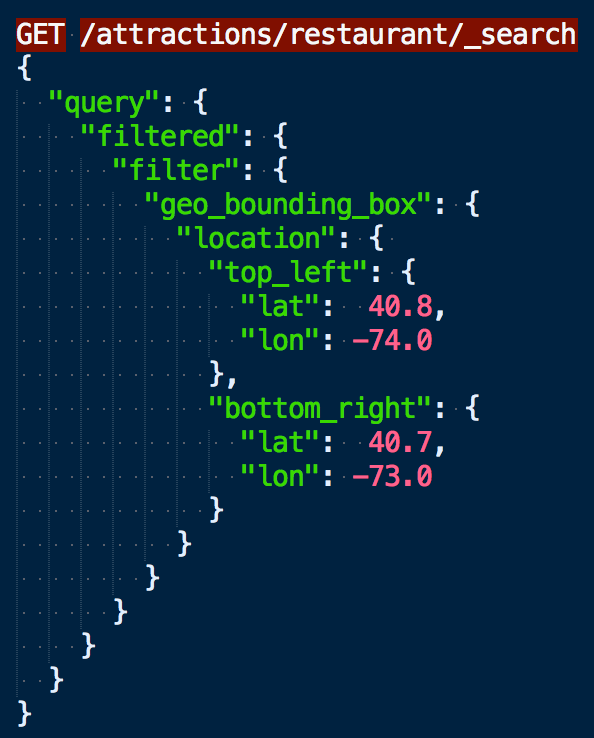 GET /attractions/restaurant/_search
{
  "query": {
    "filtered": {
      "filter": {
        "geo_bounding_box": {
          "location": {
            "top_left": {
              "lat":  40.8,
              "lon": -74.0
            },
            "bottom_right": {
              "lat":  40.7,
              "lon": -73.0
            }
          }
        }
      }
    }
  }
}